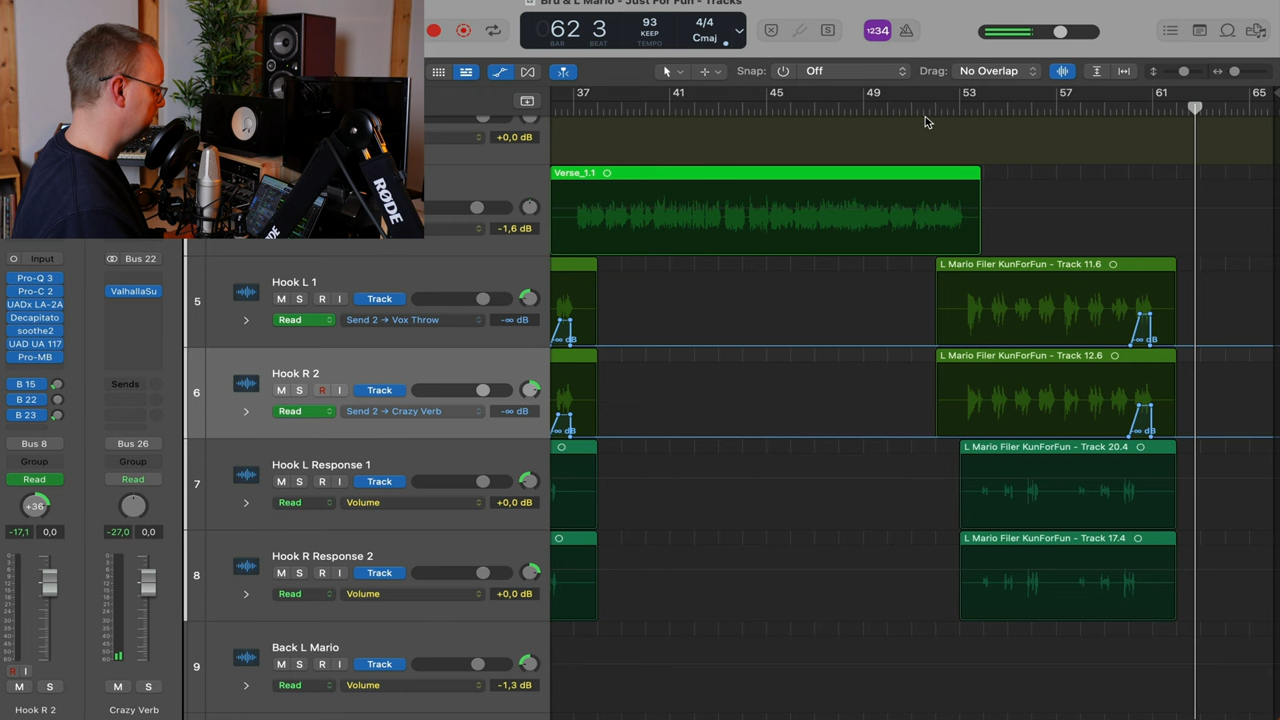 Bru & L Mario - Just For Fun - Tracks
62 3
BAR BEAT
93
KEEP
TEMPO
4/4
Cmaj
1234
Snap: Off
Drag: No Overlap
37 41 45 49 53 57 61 65
+0,0 dB
Verse_1.1
-1,6 dB
RØDE
Input
Bus 22
Pro-Q 3
Pro-C 2
ValhallaSu
UADx LA-2A
Decapitato
soothe2
UAD UA 117
Pro-MB
B 15
Sends
B 22
B 23
Bus 8
Bus 26
Group
Group
Read
Read
+36
-17,1 0,0
-27,0 0,0
R I
M S
M S
Hook R 2
Crazy Verb
5
Hook L 1
M S R I Track
Read Send 2 → Vox Throw -∞ dB
L Mario Filer KunForFun - Track 11.6
-∞ dB
6
Hook R 2
M S R I Track
Read Send 2 → Crazy Verb -∞ dB
L Mario Filer KunForFun - Track 12.6
-∞ dB
7
Hook L Response 1
M S R I Track
Read Volume +0,0 dB
L Mario Filer KunForFun - Track 20.4
8
Hook R Response 2
M S R I Track
Read Volume +0,0 dB
L Mario Filer KunForFun - Track 17.4
9
Back L Mario
M S R I Track
Read Volume -1,3 dB